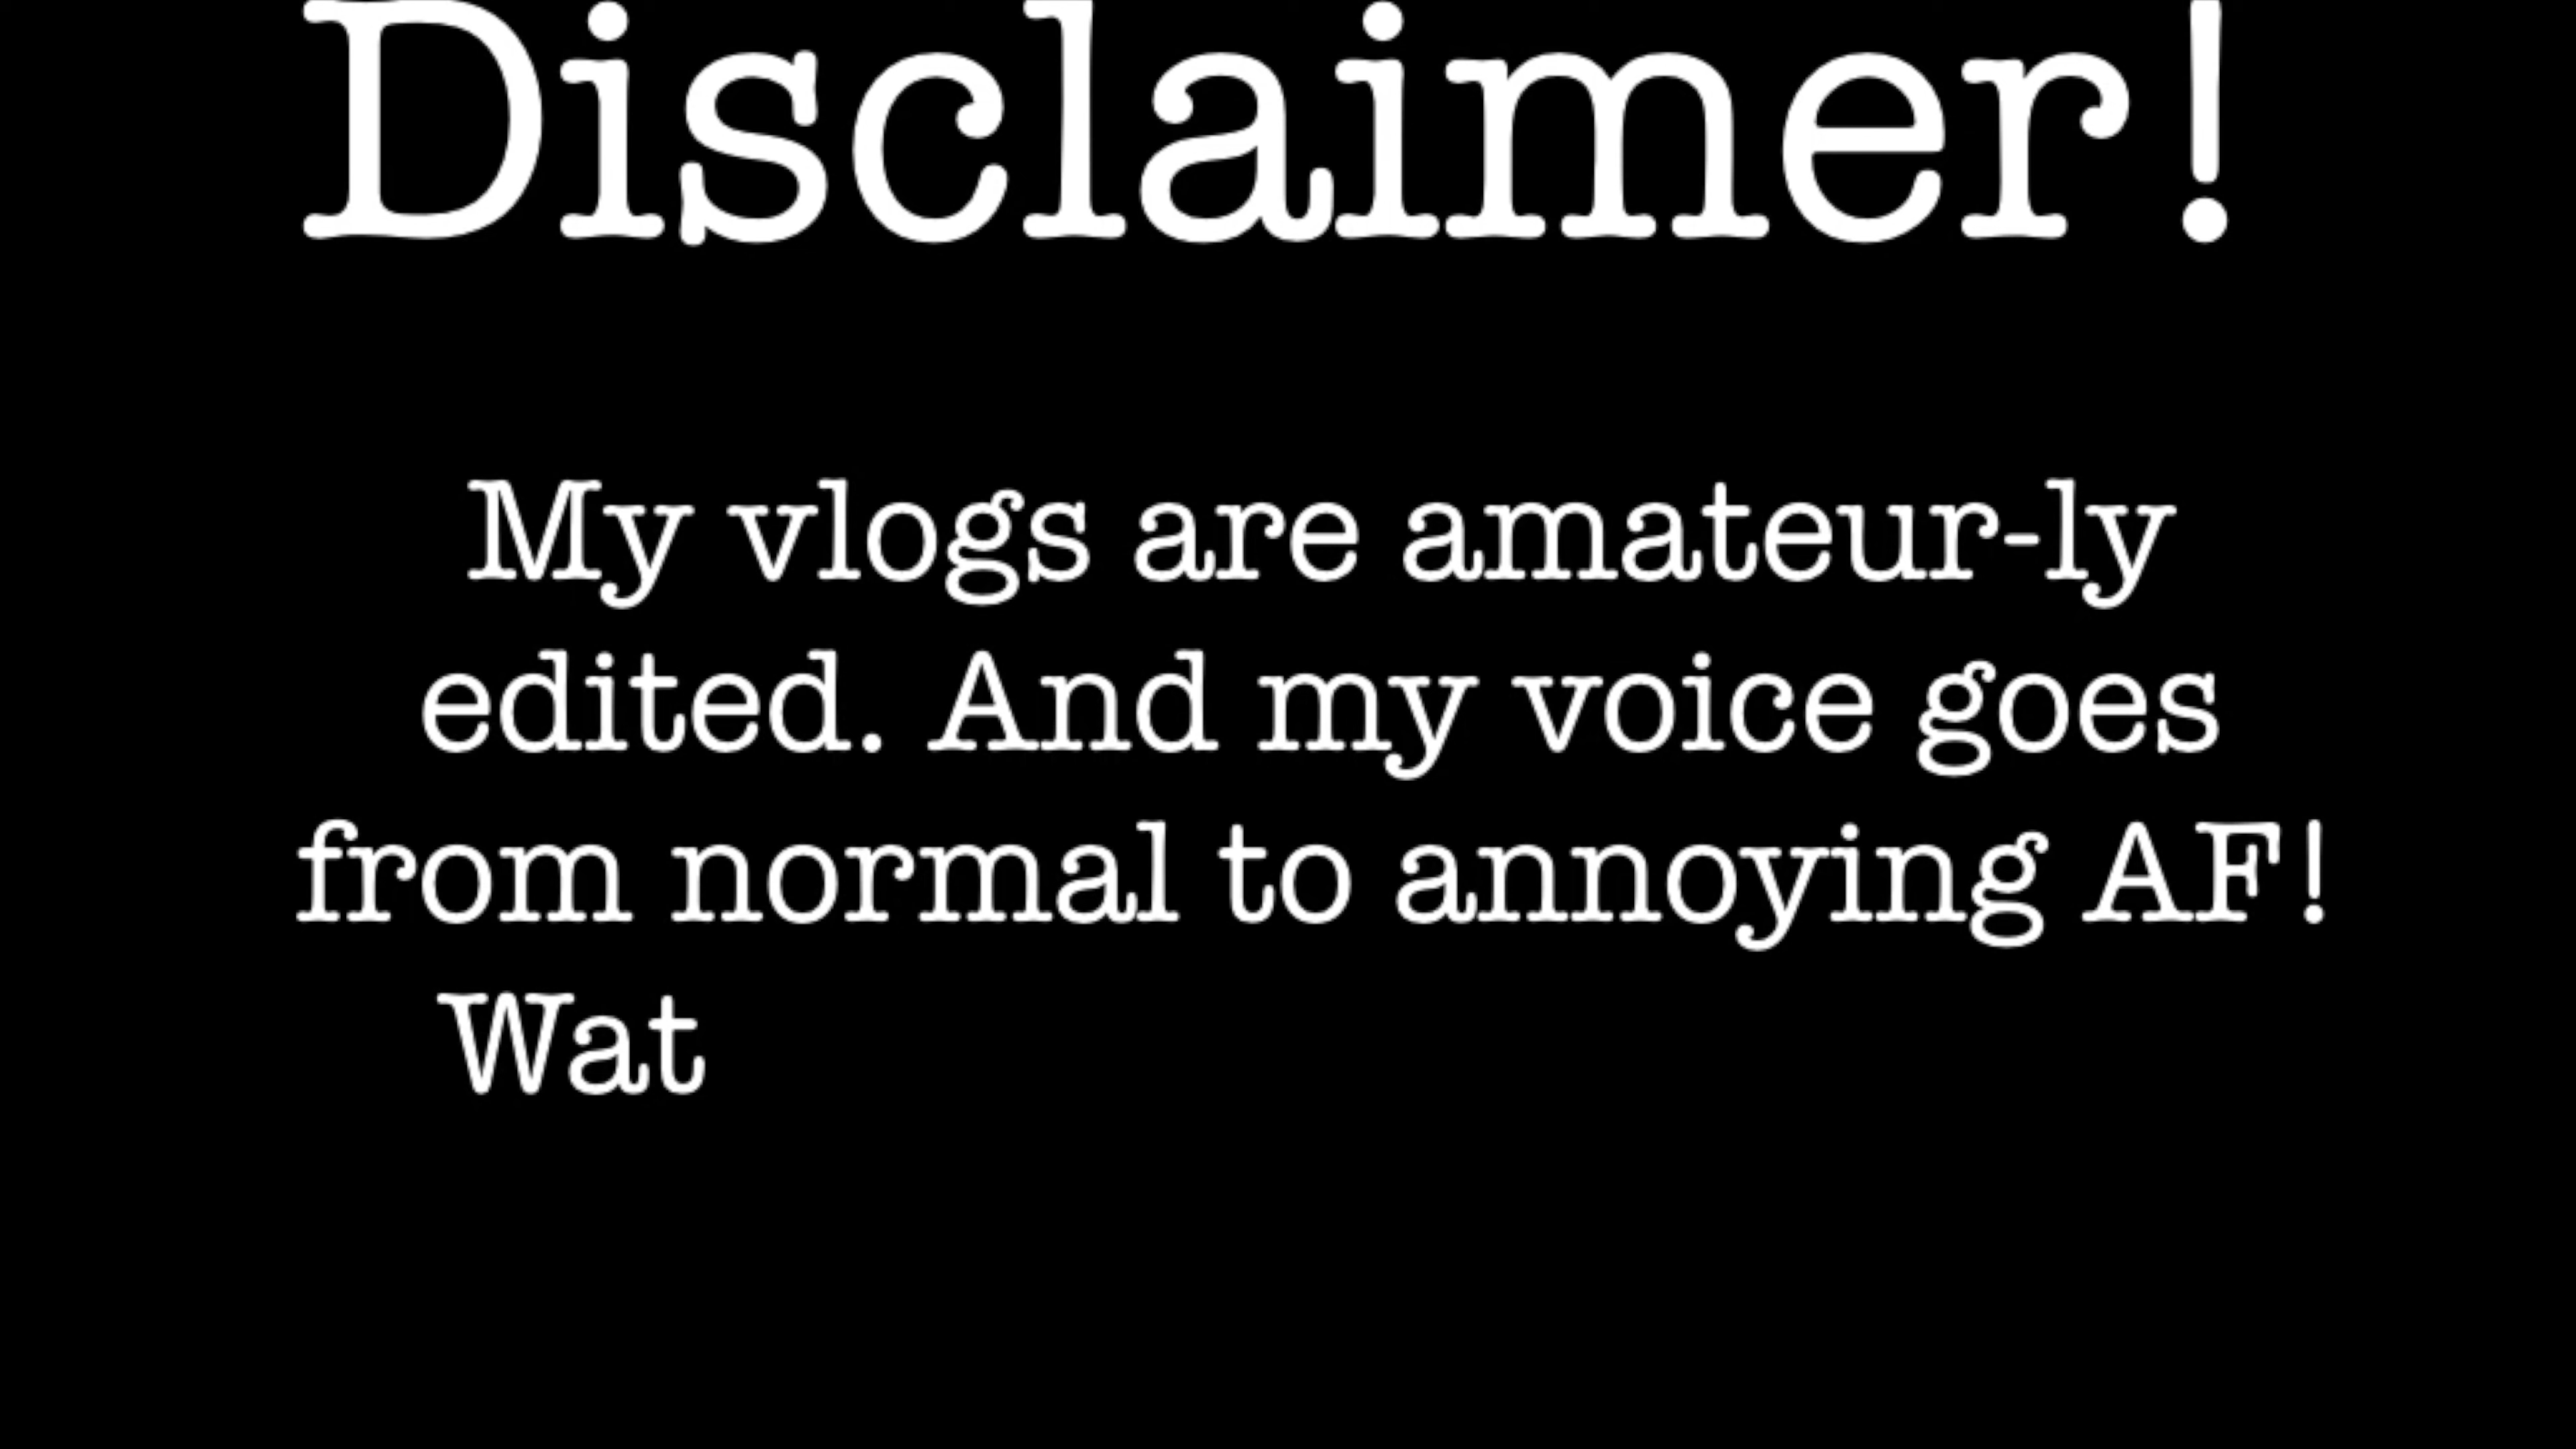 Disclaimer!
My vlogs are amateur-ly
edited. And my voice goes
from normal to annoying AF!
Wat